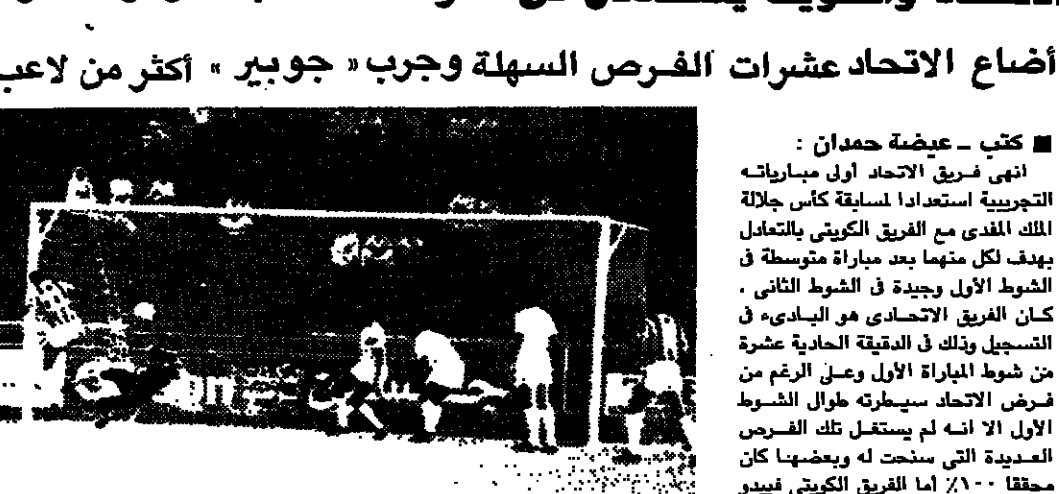 أضاع الاتحاد عشرات الفرص السهلة وجرب « جوبير » أكثر من لاعب
■ كتب ـ عيضة حمدان :
انهى فريق الاتحاد أولى مبارياته
التجريبية استعدادا لمسابقة كأس جلالة
الملك المفدى مع الفريق الكويتى بالتعادل
بهدف لكل منهما بعد مباراة متوسطة فى
الشوط الأول وجيدة فى الشوط الثانى .
كان الفريق الاتحادى هو البادىء فى
التسجيل وذلك فى الدقيقة الحادية عشرة
من شوط المباراة الأول وعلى الرغم من
فرض الاتحاد سيطرته طوال الشوط
الأول الا انه لم يستغل تلك الفرص
العديدة التى سنحت له وبعضهنا كان
محققا ١٠٠٪ أما الفريق الكويتى فيبدو